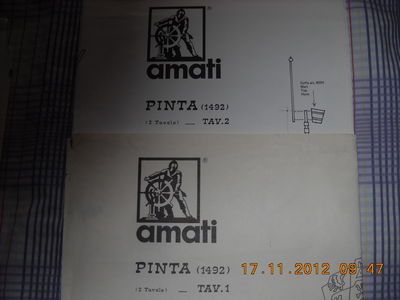 ®
amati
PINTA (1492)
(2 Tavole) — TAV.2
®
amati
PINTA (1492)
(2 Tavole) — TAV.1
17.11.2012 09:47